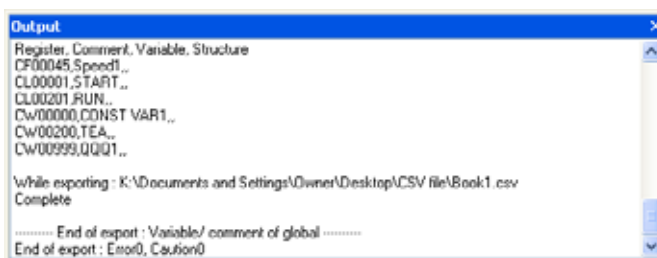 Output
Register, Comment, Variable, Structure
CF00045,Speed1,,
CL00001,START,,
CL00201,RUN,,
CW00000,CONST VAR1,,
CW00200,TEA,,
CW00999,QQQ1,,
While exporting : K:\Documents and Settings\Owner\Desktop\CSV file\Book1.csv
Complete
---------- End of export : Variable/ comment of global ----------
End of export : Error0, Caution0